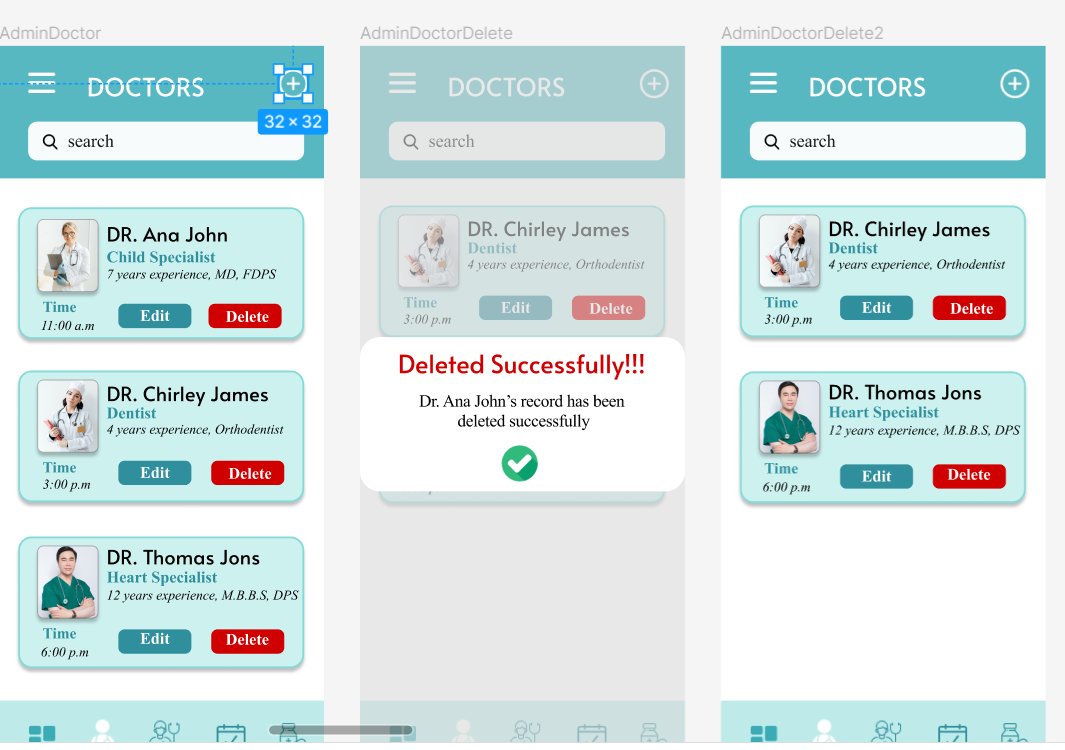 AdminDoctor
DOCTORS
32 × 32
search
DR. Ana John
Child Specialist
7 years experience, MD, FDPS
Time
11:00 a.m
Edit
Delete
DR. Chirley James
Dentist
4 years experience, Orthodentist
Time
3:00 p.m
Edit
Delete
DR. Thomas Jons
Heart Specialist
12 years experience, M.B.B.S, DPS
Time
6:00 p.m
Edit
Delete
AdminDoctorDelete
DOCTORS
search
DR. Chirley James
Dentist
4 years experience, Orthodentist
Time
3:00 p.m
Edit
Delete
Deleted Successfully!!!
Dr. Ana John’s record has been
deleted successfully
AdminDoctorDelete2
DOCTORS
search
DR. Chirley James
Dentist
4 years experience, Orthodentist
Time
3:00 p.m
Edit
Delete
DR. Thomas Jons
Heart Specialist
12 years experience, M.B.B.S, DPS
Time
6:00 p.m
Edit
Delete